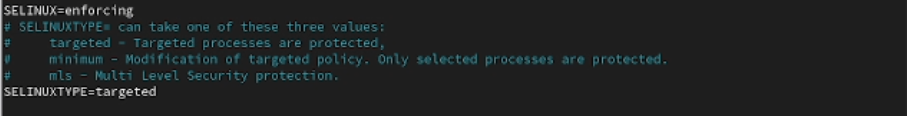 SELINUX=enforcing
# SELINUXTYPE= can take one of these three values:
#     targeted - Targeted processes are protected,
#     minimum - Modification of targeted policy. Only selected processes are protected.
#     mls - Multi Level Security protection.
SELINUXTYPE=targeted